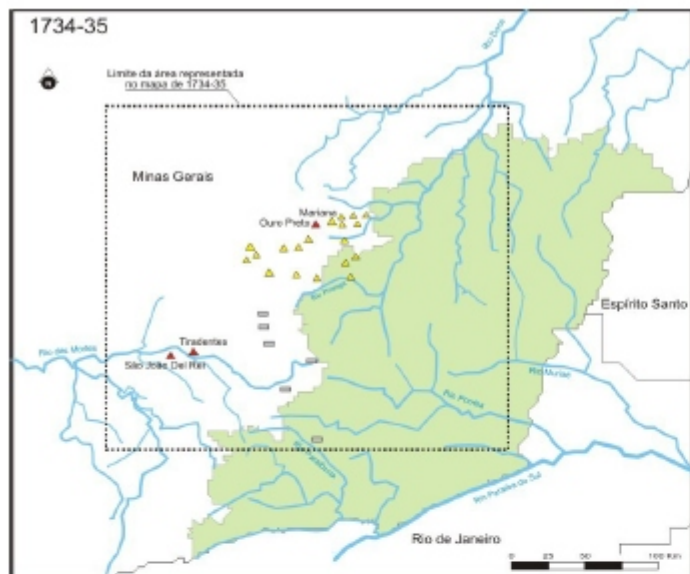 1734-35
Limite da área representada
no mapa de 1734-35
Rio Doce
Minas Gerais
Mariana
Ouro Preto
Rio Piranga
Espírito Santo
Tiradentes
Rio das Mortes
São João Del Rei
Rio Muriaé
Rio Pomba
Rio Paraíba do Sul
Rio de Janeiro
0 25 50 100 Km